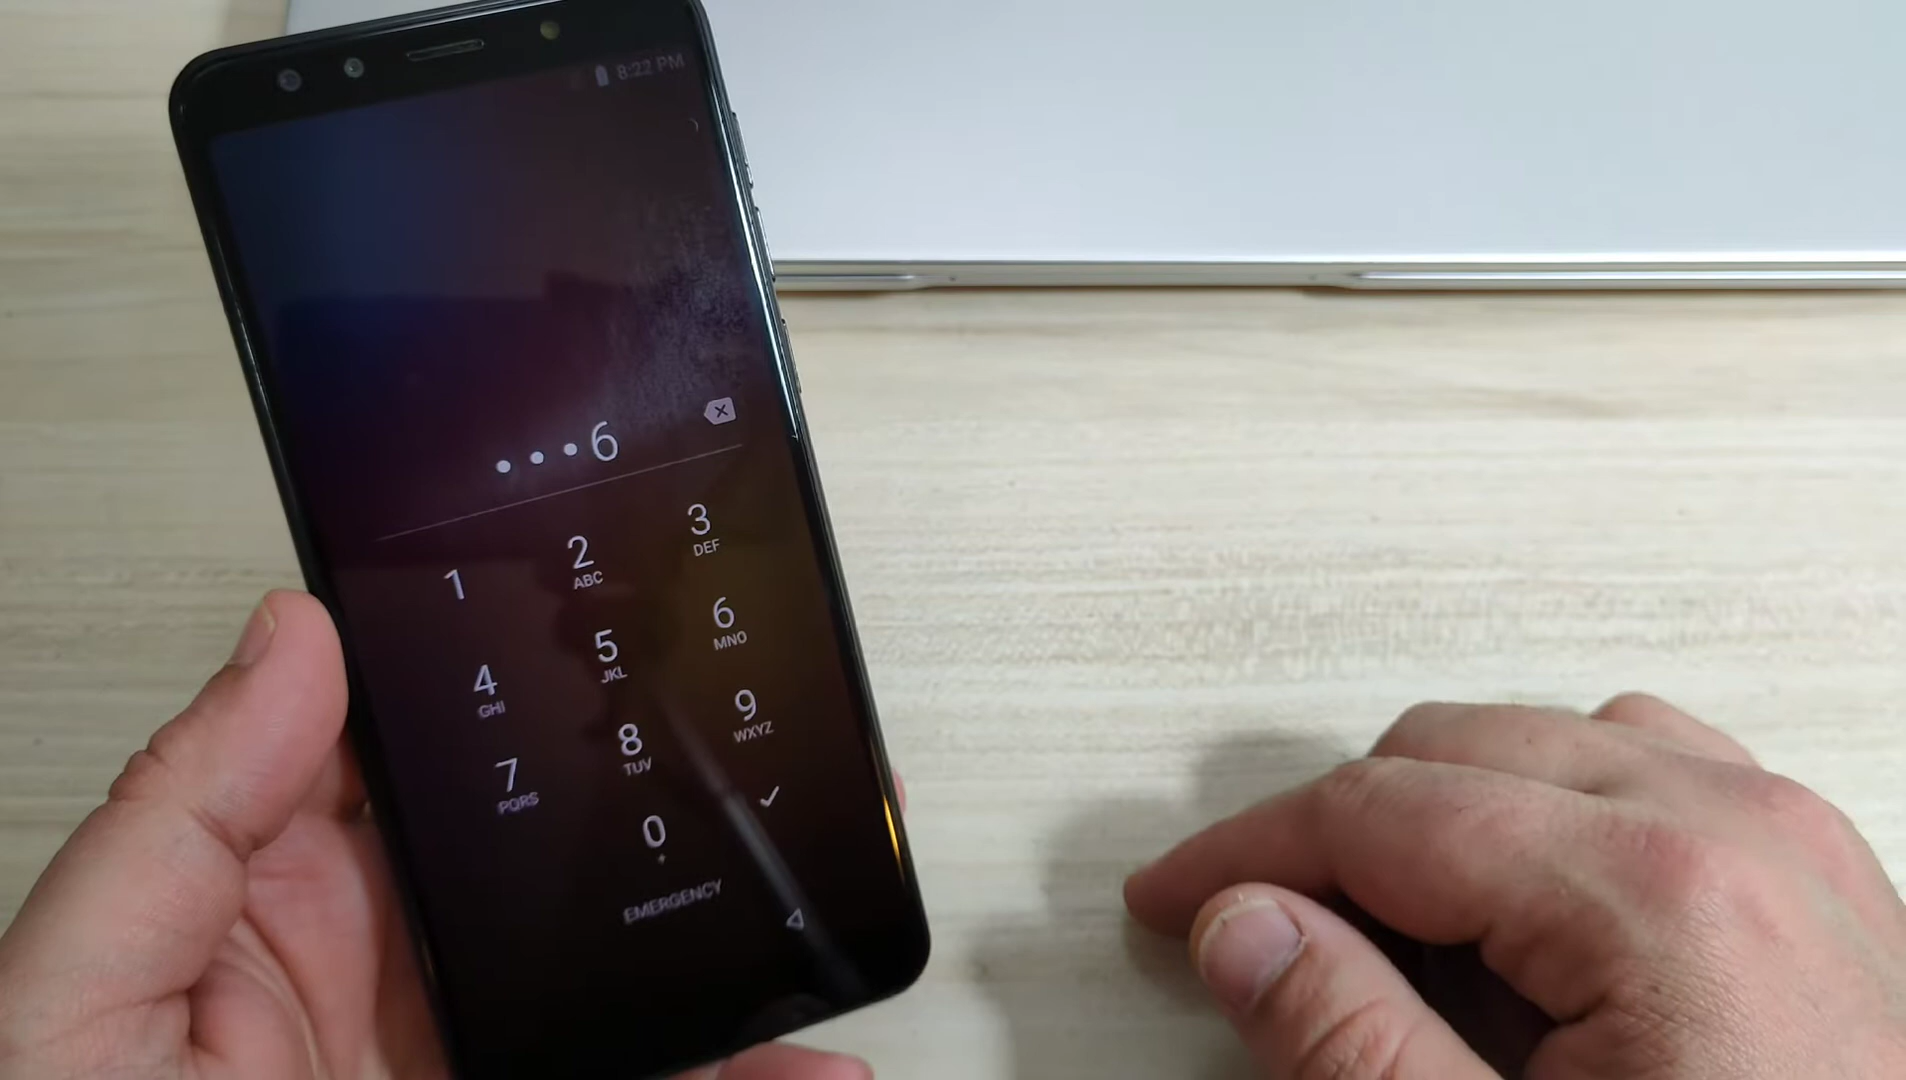 8:22 PM
•••6
1 2 ABC 3 DEF
4 GHI 5 JKL 6 MNO
7 PQRS 8 TUV 9 WXYZ
0 +
EMERGENCY